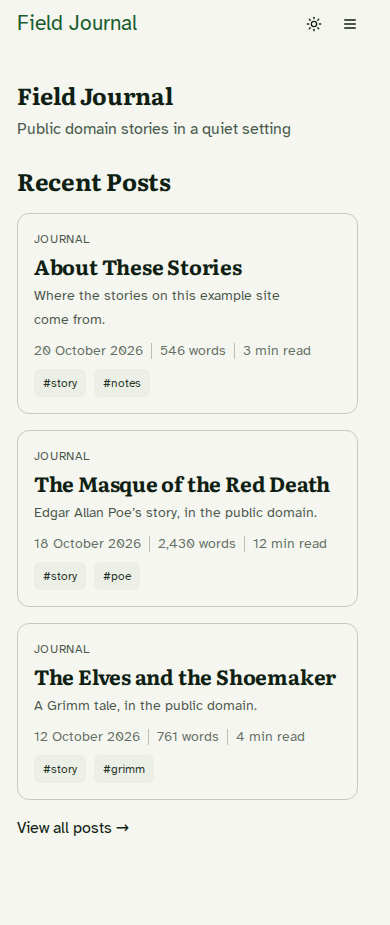 Field Journal
Field Journal
Public domain stories in a quiet setting
Recent Posts
JOURNAL
About These Stories
Where the stories on this example site
come from.
20 October 2026 546 words 3 min read
#story #notes
JOURNAL
The Masque of the Red Death
Edgar Allan Poe's story, in the public domain.
18 October 2026 2,430 words 12 min read
#story #poe
JOURNAL
The Elves and the Shoemaker
A Grimm tale, in the public domain.
12 October 2026 761 words 4 min read
#story #grimm
View all posts →